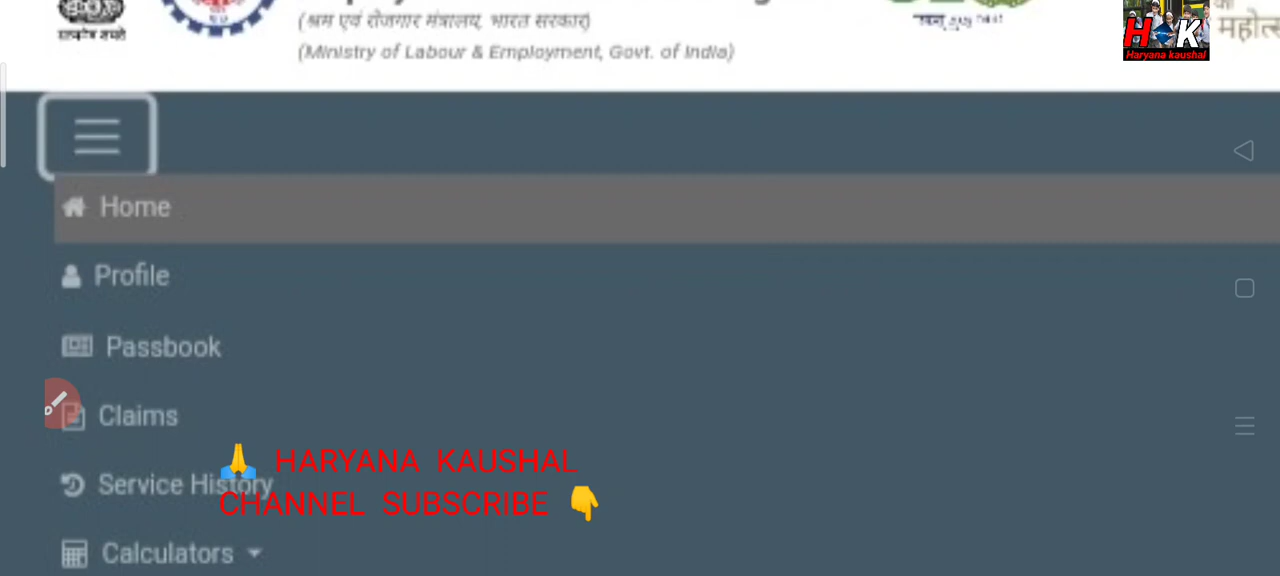 (श्रम एवं रोजगार मंत्रालय, भारत सरकार)
(Ministry of Labour & Employment, Govt. of India)
H K
Haryana kaushal
महोत्स
Home
Profile
Passbook
Claims
🙏 HARYANA KAUSHAL
Service History
CHANNEL SUBSCRIBE 👇
Calculators